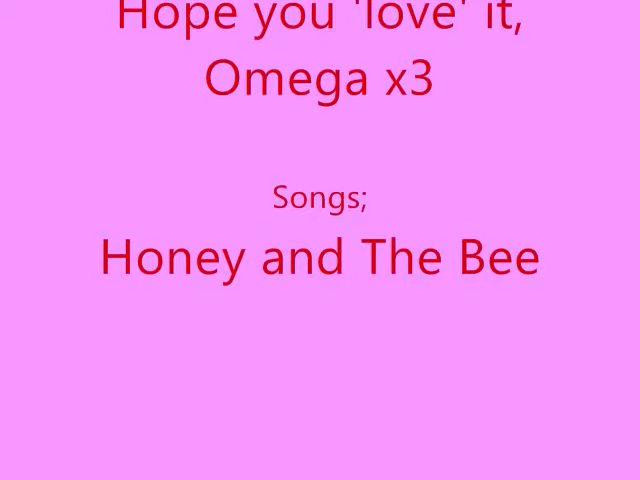 Hope you 'love' it,
Omega x3
Songs;
Honey and The Bee